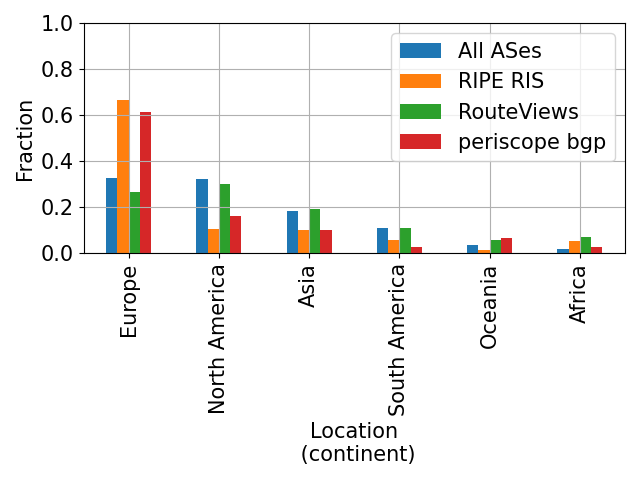 1.0
0.8
0.6
0.4
0.2
0.0
Fraction
All ASes
RIPE RIS
RouteViews
periscope bgp
Europe
North America
Asia
South America
Oceania
Africa
Location
(continent)